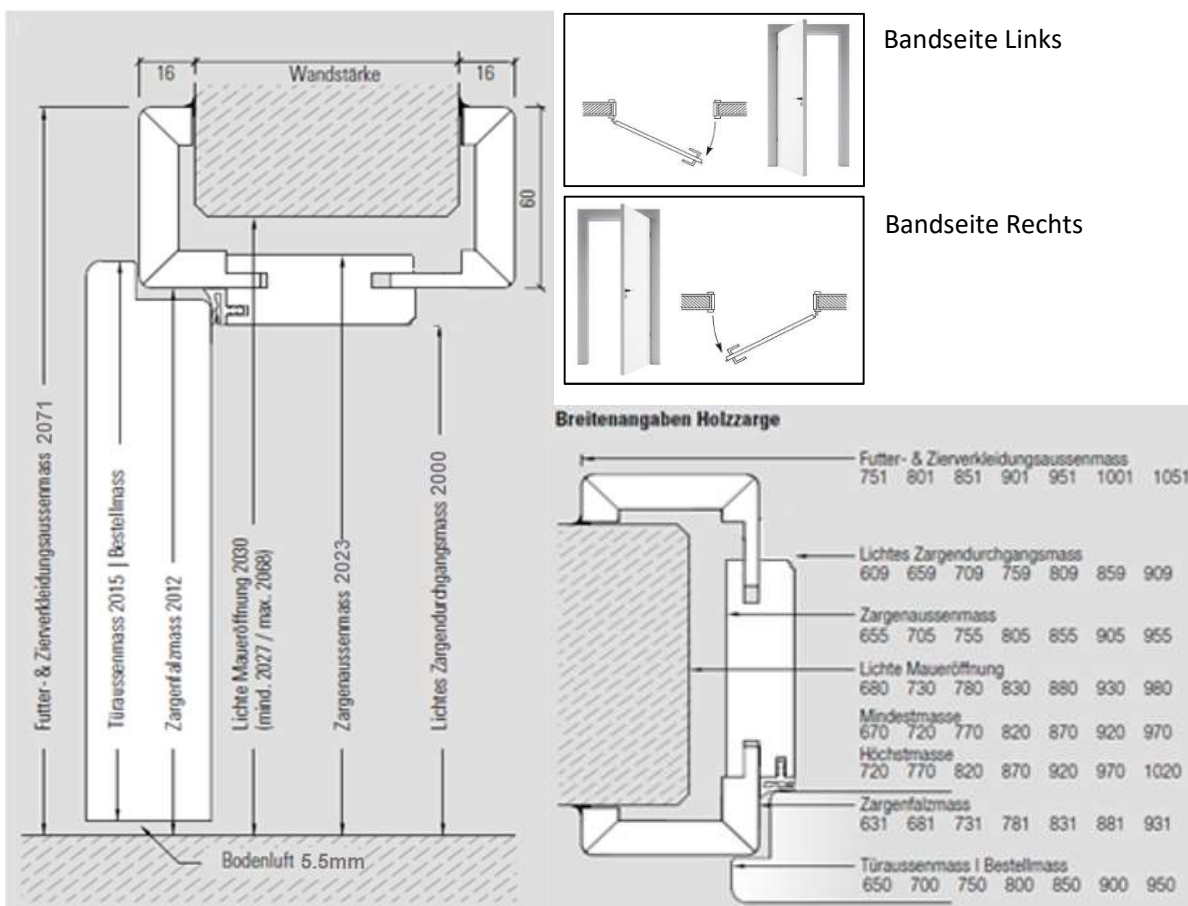 16
Wandstärke
16
60
Futter- & Zierverkleidungsaussenmass 2071
Türaussenmass 2015 | Bestellmass
Zargenfalzmass 2012
Lichte Maueröffnung 2030
(mind. 2027 / max. 2068)
Zargenaussenmass 2023
Lichtes Zargendurchgangsmass 2000
Bodenluft 5.5mm
Bandseite Links
Bandseite Rechts
Breitenangaben Holzzarge
Futter- & Zierverkleidungsaussenmass
751 801 851 901 951 1001 1051
Lichtes Zargendurchgangsmass
609 659 709 759 809 859 909
Zargenaussenmass
655 705 755 805 855 905 955
Lichte Maueröffnung
680 730 780 830 880 930 980
Mindestmasse
670 720 770 820 870 920 970
Höchstmasse
720 770 820 870 920 970 1020
Zargenfalzmass
631 681 731 781 831 881 931
Türaussenmass | Bestellmass
650 700 750 800 850 900 950